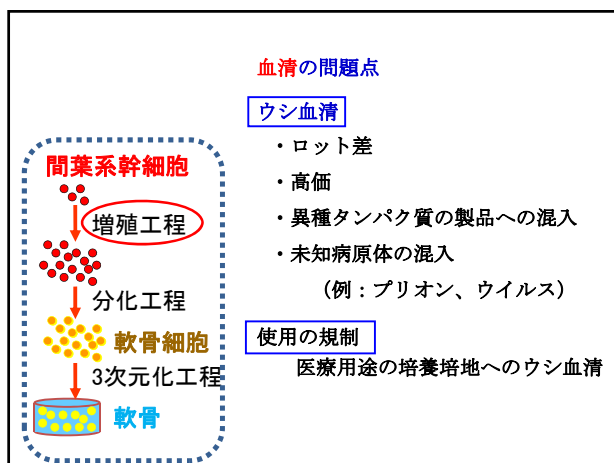 血清の問題点
ウシ血清
・ロット差
・高価
・異種タンパク質の製品への混入
・未知病原体の混入
（例：プリオン、ウイルス）
使用の規制
医療用途の培養培地へのウシ血清
間葉系幹細胞
増殖工程
分化工程
軟骨細胞
3次元化工程
軟骨